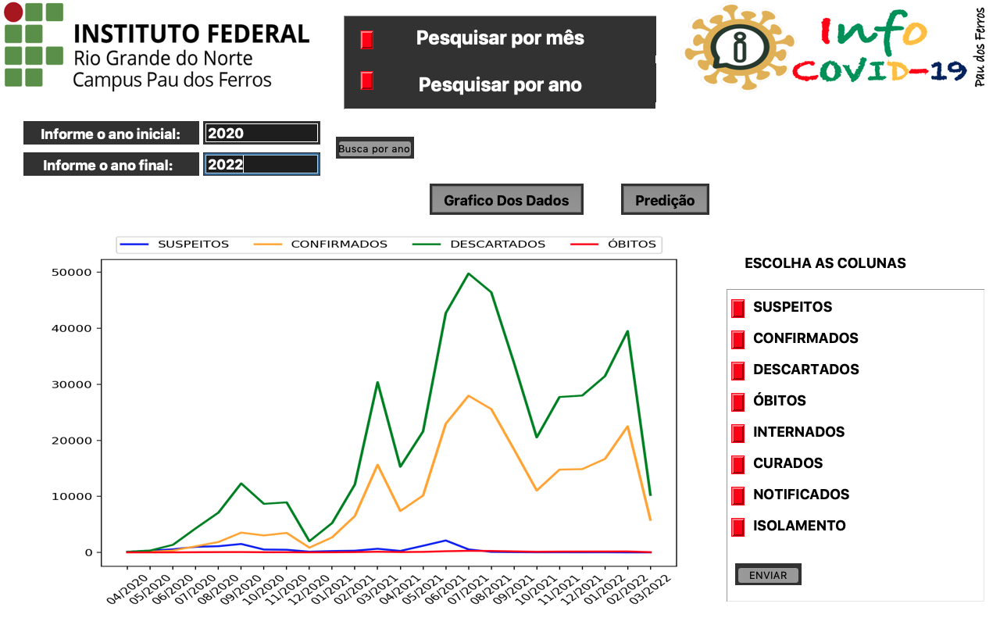 INSTITUTO FEDERAL
Rio Grande do Norte
Campus Pau dos Ferros
Pesquisar por mês
Pesquisar por ano
Info
COVID-19
Pau dos Ferros
Informe o ano inicial: 2020
Informe o ano final: 2022
Busca por ano
Grafico Dos Dados
Predição
SUSPEITOS CONFIRMADOS DESCARTADOS ÓBITOS
50000
40000
30000
20000
10000
0
04/2020 05/2020 06/2020 07/2020 08/2020 09/2020 10/2020 11/2020 12/2020 01/2021 02/2021 03/2021 04/2021 05/2021 06/2021 07/2021 08/2021 09/2021 10/2021 11/2021 12/2021 01/2022 02/2022 03/2022
ESCOLHA AS COLUNAS
SUSPEITOS
CONFIRMADOS
DESCARTADOS
ÓBITOS
INTERNADOS
CURADOS
NOTIFICADOS
ISOLAMENTO
ENVIAR